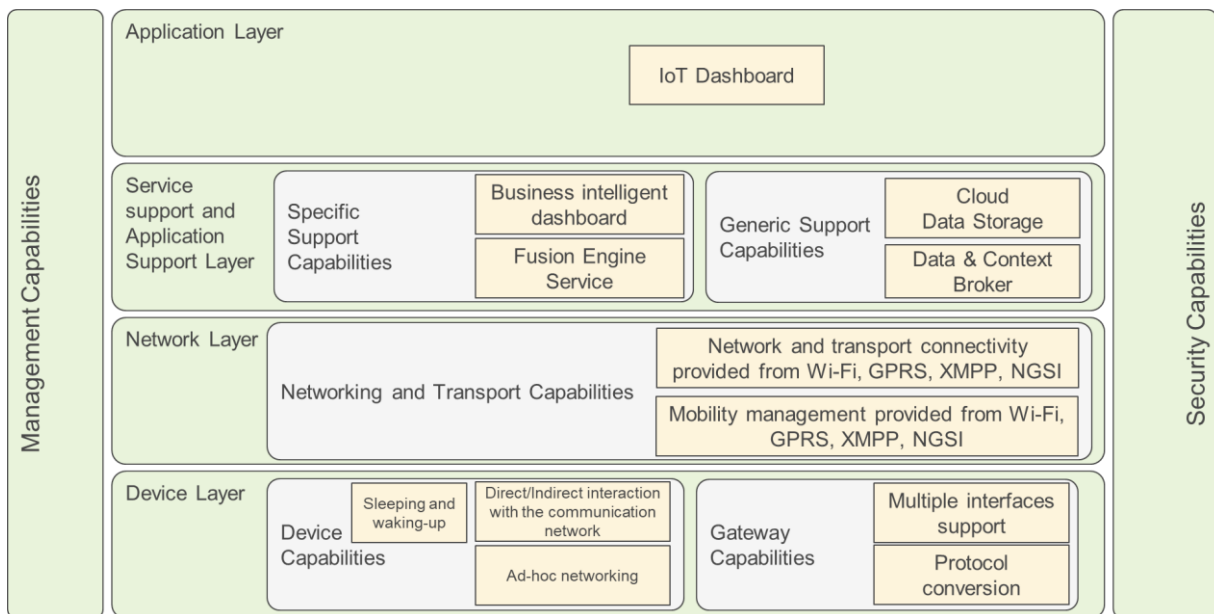 Management Capabilities
Application Layer
IoT Dashboard
Service
support and
Application
Support Layer
Specific
Support
Capabilities
Business intelligent
dashboard
Fusion Engine
Service
Generic Support
Capabilities
Cloud
Data Storage
Data & Context
Broker
Network Layer
Networking and Transport Capabilities
Network and transport connectivity
provided from Wi-Fi, GPRS, XMPP, NGSI
Mobility management provided from Wi-Fi,
GPRS, XMPP, NGSI
Device Layer
Device
Capabilities
Sleeping and
waking-up
Direct/Indirect interaction
with the communication
network
Ad-hoc networking
Gateway
Capabilities
Multiple interfaces
support
Protocol
conversion
Security Capabilities